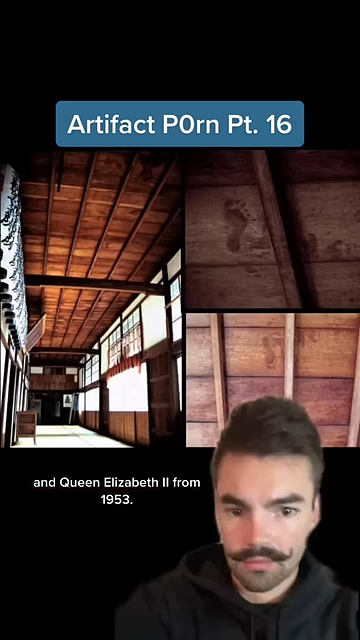 Artifact P0rn Pt. 16
and Queen Elizabeth II from
1953.